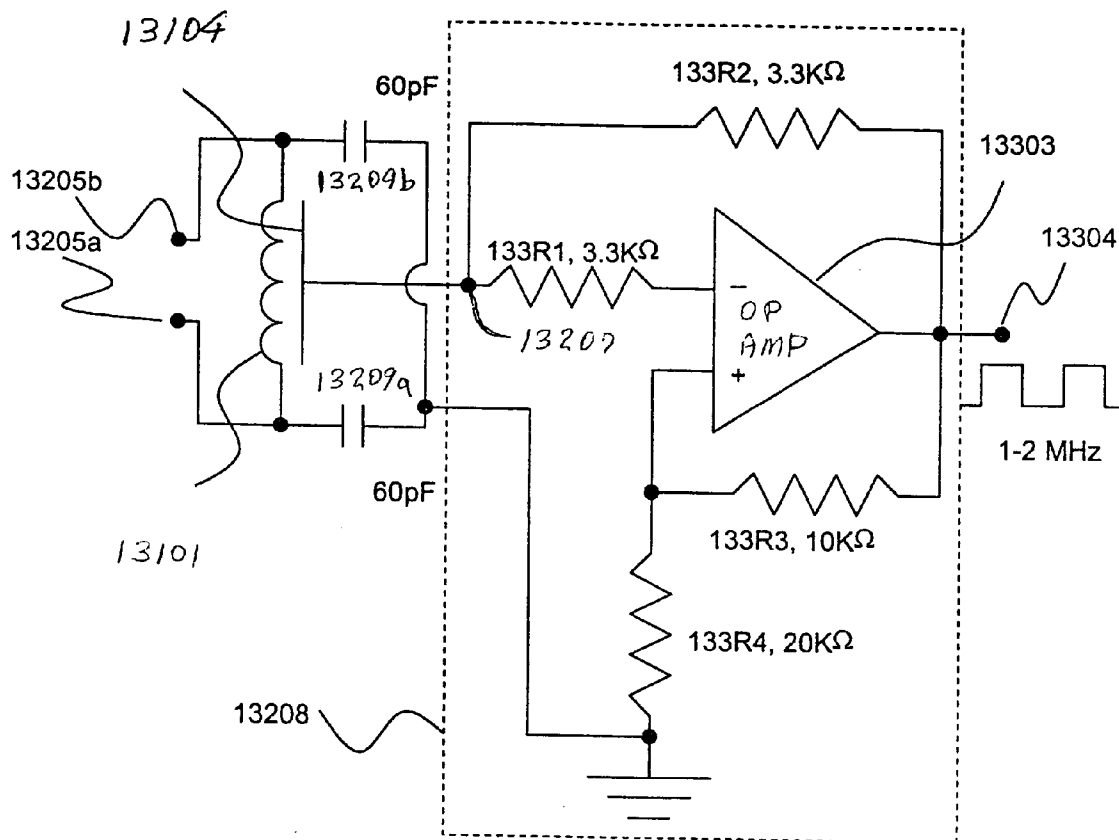 13104
60pF
133R2, 3.3KΩ
13303
13205b
13209b
13205a
133R1, 3.3KΩ
13304
−
OP
AMP
+
13207
13209a
1-2 MHz
60pF
133R3, 10KΩ
13101
133R4, 20KΩ
13208